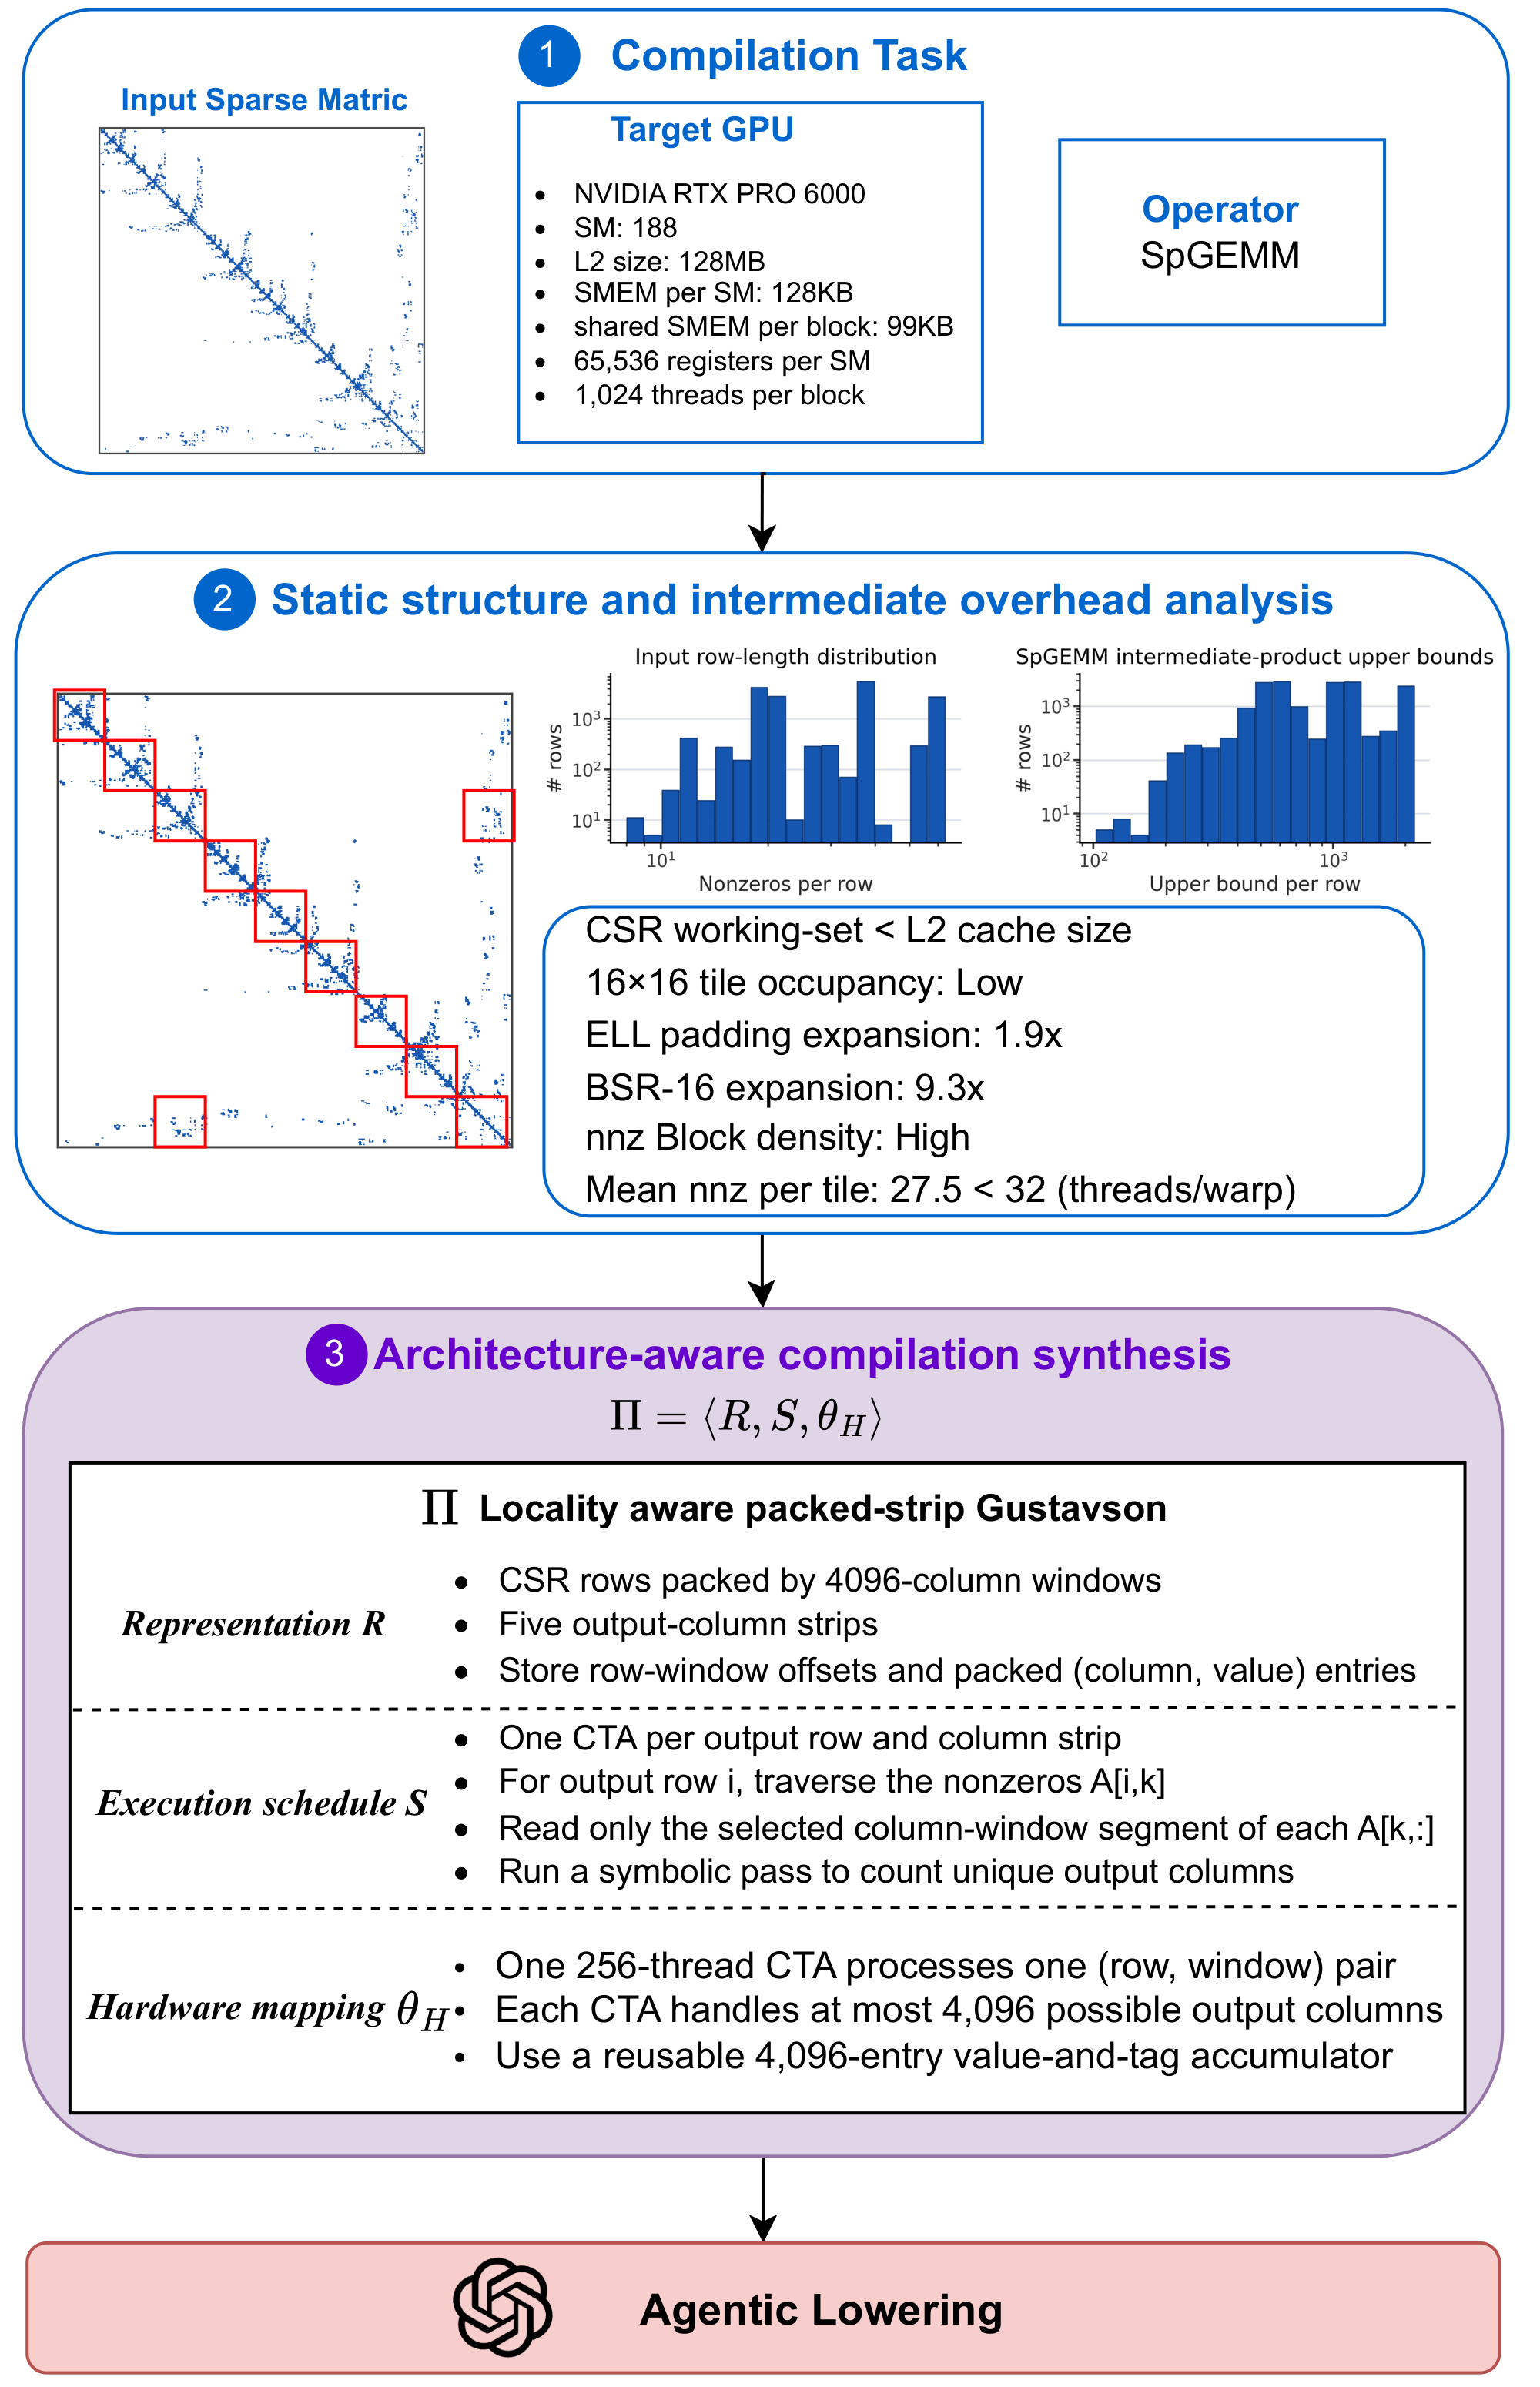 1 Compilation Task
Input Sparse Matric
Target GPU
• NVIDIA RTX PRO 6000
• SM: 188
• L2 size: 128MB
• SMEM per SM: 128KB
• shared SMEM per block: 99KB
• 65,536 registers per SM
• 1,024 threads per block
Operator
SpGEMM
2 Static structure and intermediate overhead analysis
Input row-length distribution
# rows
10³
10²
10¹
10¹
Nonzeros per row
SpGEMM intermediate-product upper bounds
# rows
10³
10²
10¹
10² 10³
Upper bound per row
CSR working-set < L2 cache size
16×16 tile occupancy: Low
ELL padding expansion: 1.9x
BSR-16 expansion: 9.3x
nnz Block density: High
Mean nnz per tile: 27.5 < 32 (threads/warp)
3 Architecture-aware compilation synthesis
Π = ⟨R, S, θ_H⟩
Π Locality aware packed-strip Gustavson
Representation R
• CSR rows packed by 4096-column windows
• Five output-column strips
• Store row-window offsets and packed (column, value) entries
Execution schedule S
• One CTA per output row and column strip
• For output row i, traverse the nonzeros A[i,k]
• Read only the selected column-window segment of each A[k,:]
• Run a symbolic pass to count unique output columns
Hardware mapping θ_H
• One 256-thread CTA processes one (row, window) pair
• Each CTA handles at most 4,096 possible output columns
• Use a reusable 4,096-entry value-and-tag accumulator
Agentic Lowering